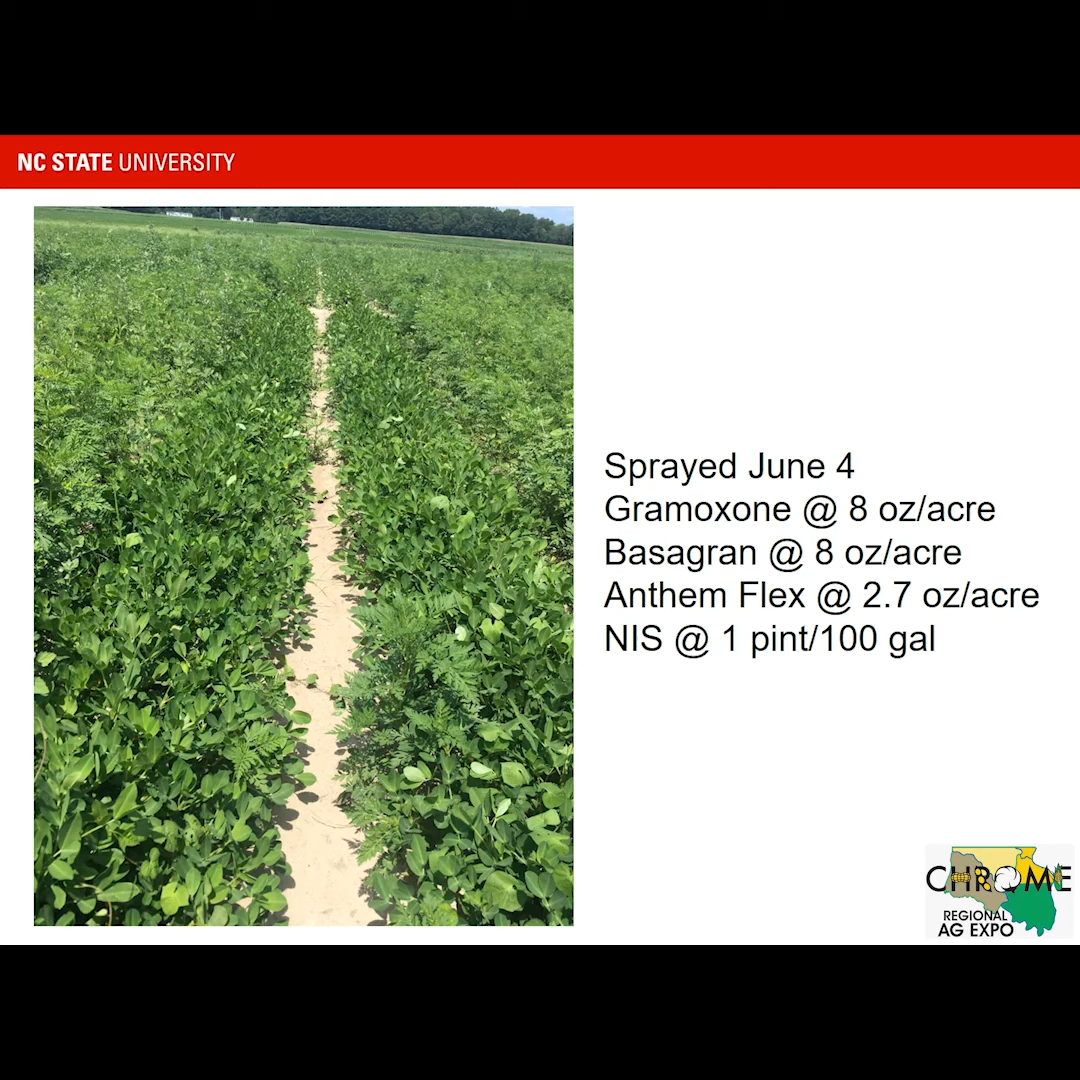 NC STATE UNIVERSITY
Sprayed June 4
Gramoxone @ 8 oz/acre
Basagran @ 8 oz/acre
Anthem Flex @ 2.7 oz/acre
NIS @ 1 pint/100 gal
CHROME
REGIONAL
AG EXPO